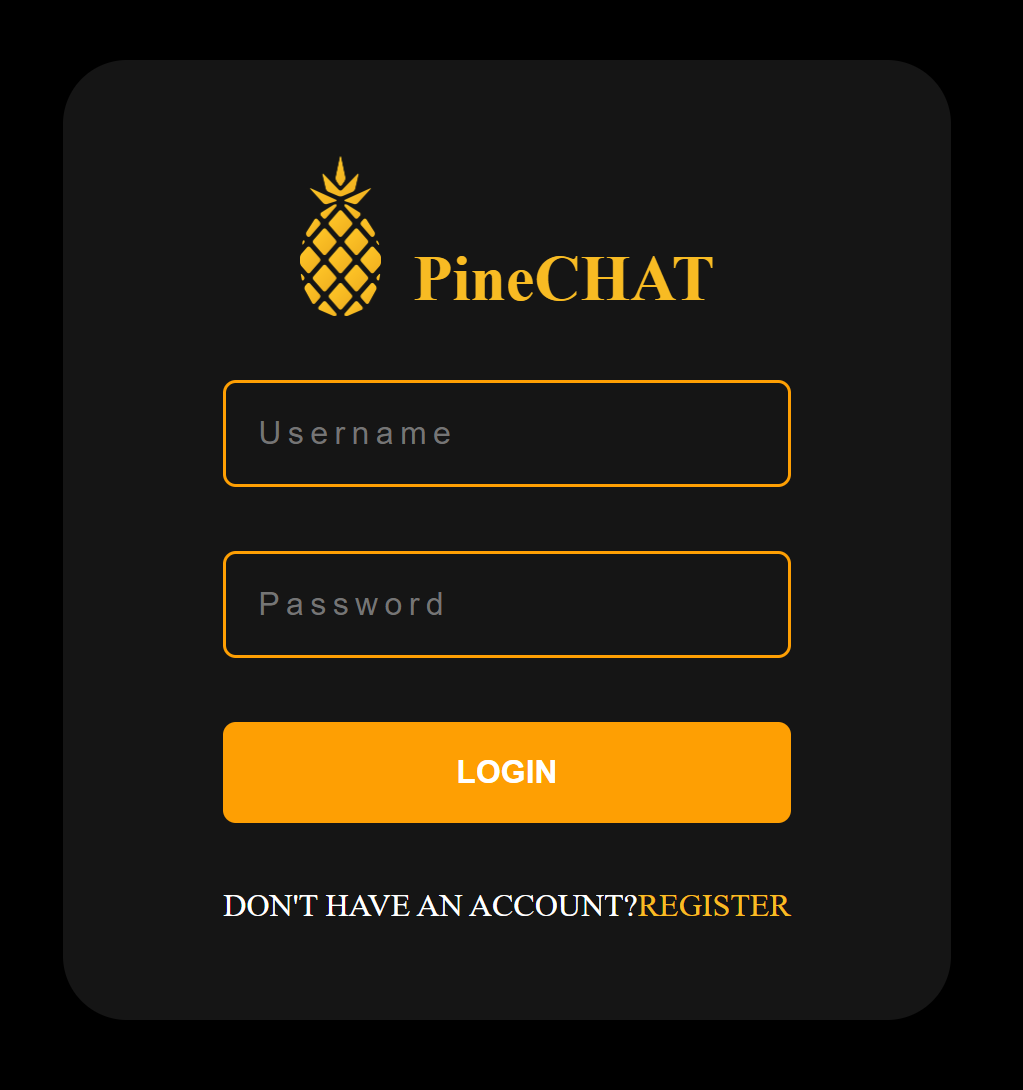 PineCHAT
Username
Password
LOGIN
DON'T HAVE AN ACCOUNT?REGISTER